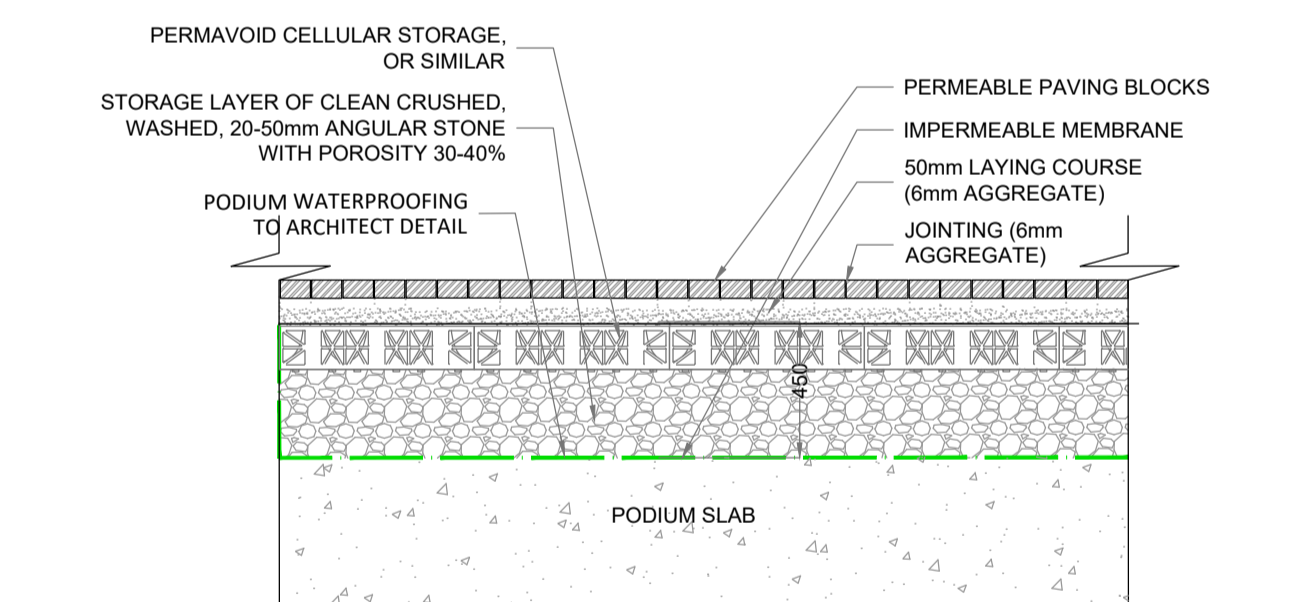 PERMAVOID CELLULAR STORAGE,
OR SIMILAR
STORAGE LAYER OF CLEAN CRUSHED,
WASHED, 20-50mm ANGULAR STONE
WITH POROSITY 30-40%
PODIUM WATERPROOFING
TO ARCHITECT DETAIL
PERMEABLE PAVING BLOCKS
IMPERMEABLE MEMBRANE
50mm LAYING COURSE
(6mm AGGREGATE)
JOINTING (6mm
AGGREGATE)
450
PODIUM SLAB